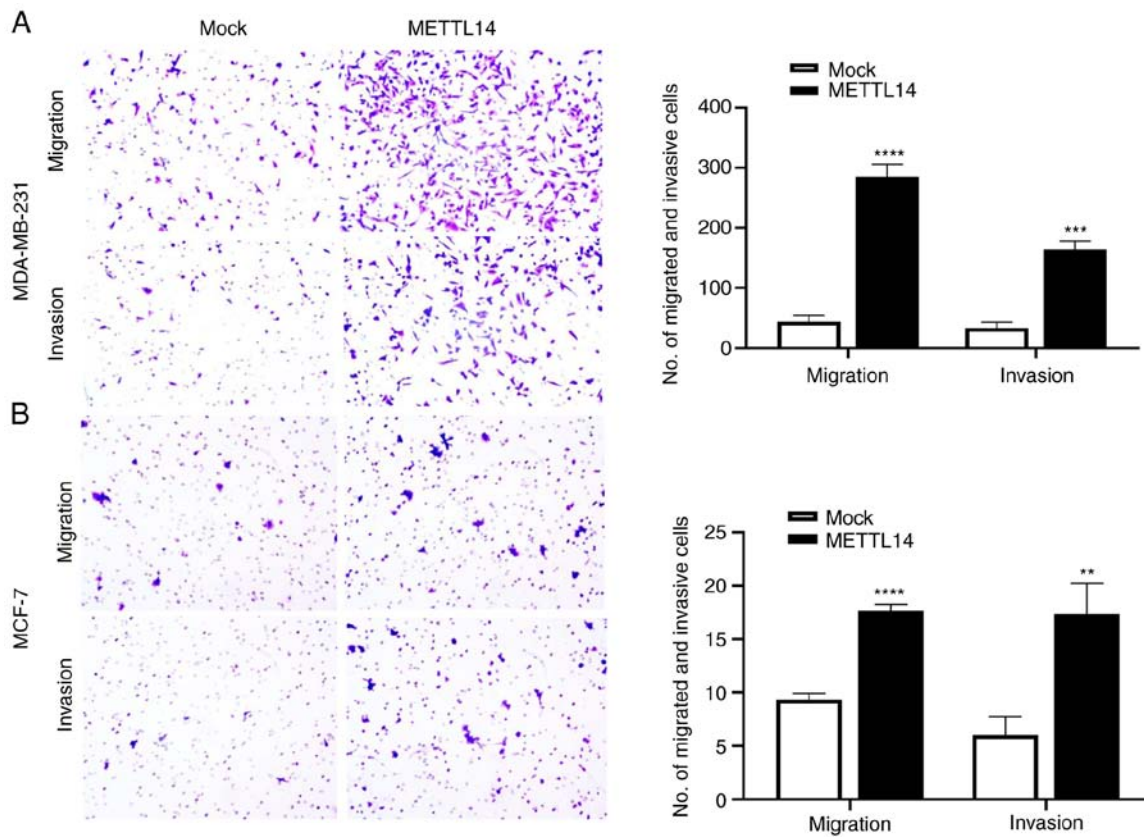 A
Mock
METTL14
MDA-MB-231
Migration
Invasion
Mock
METTL14
No. of migrated and invasive cells
400
300
200
100
0
****
***
Migration
Invasion
B
MCF-7
Migration
Invasion
Mock
METTL14
No. of migrated and invasive cells
25
20
15
10
5
0
****
**
Migration
Invasion